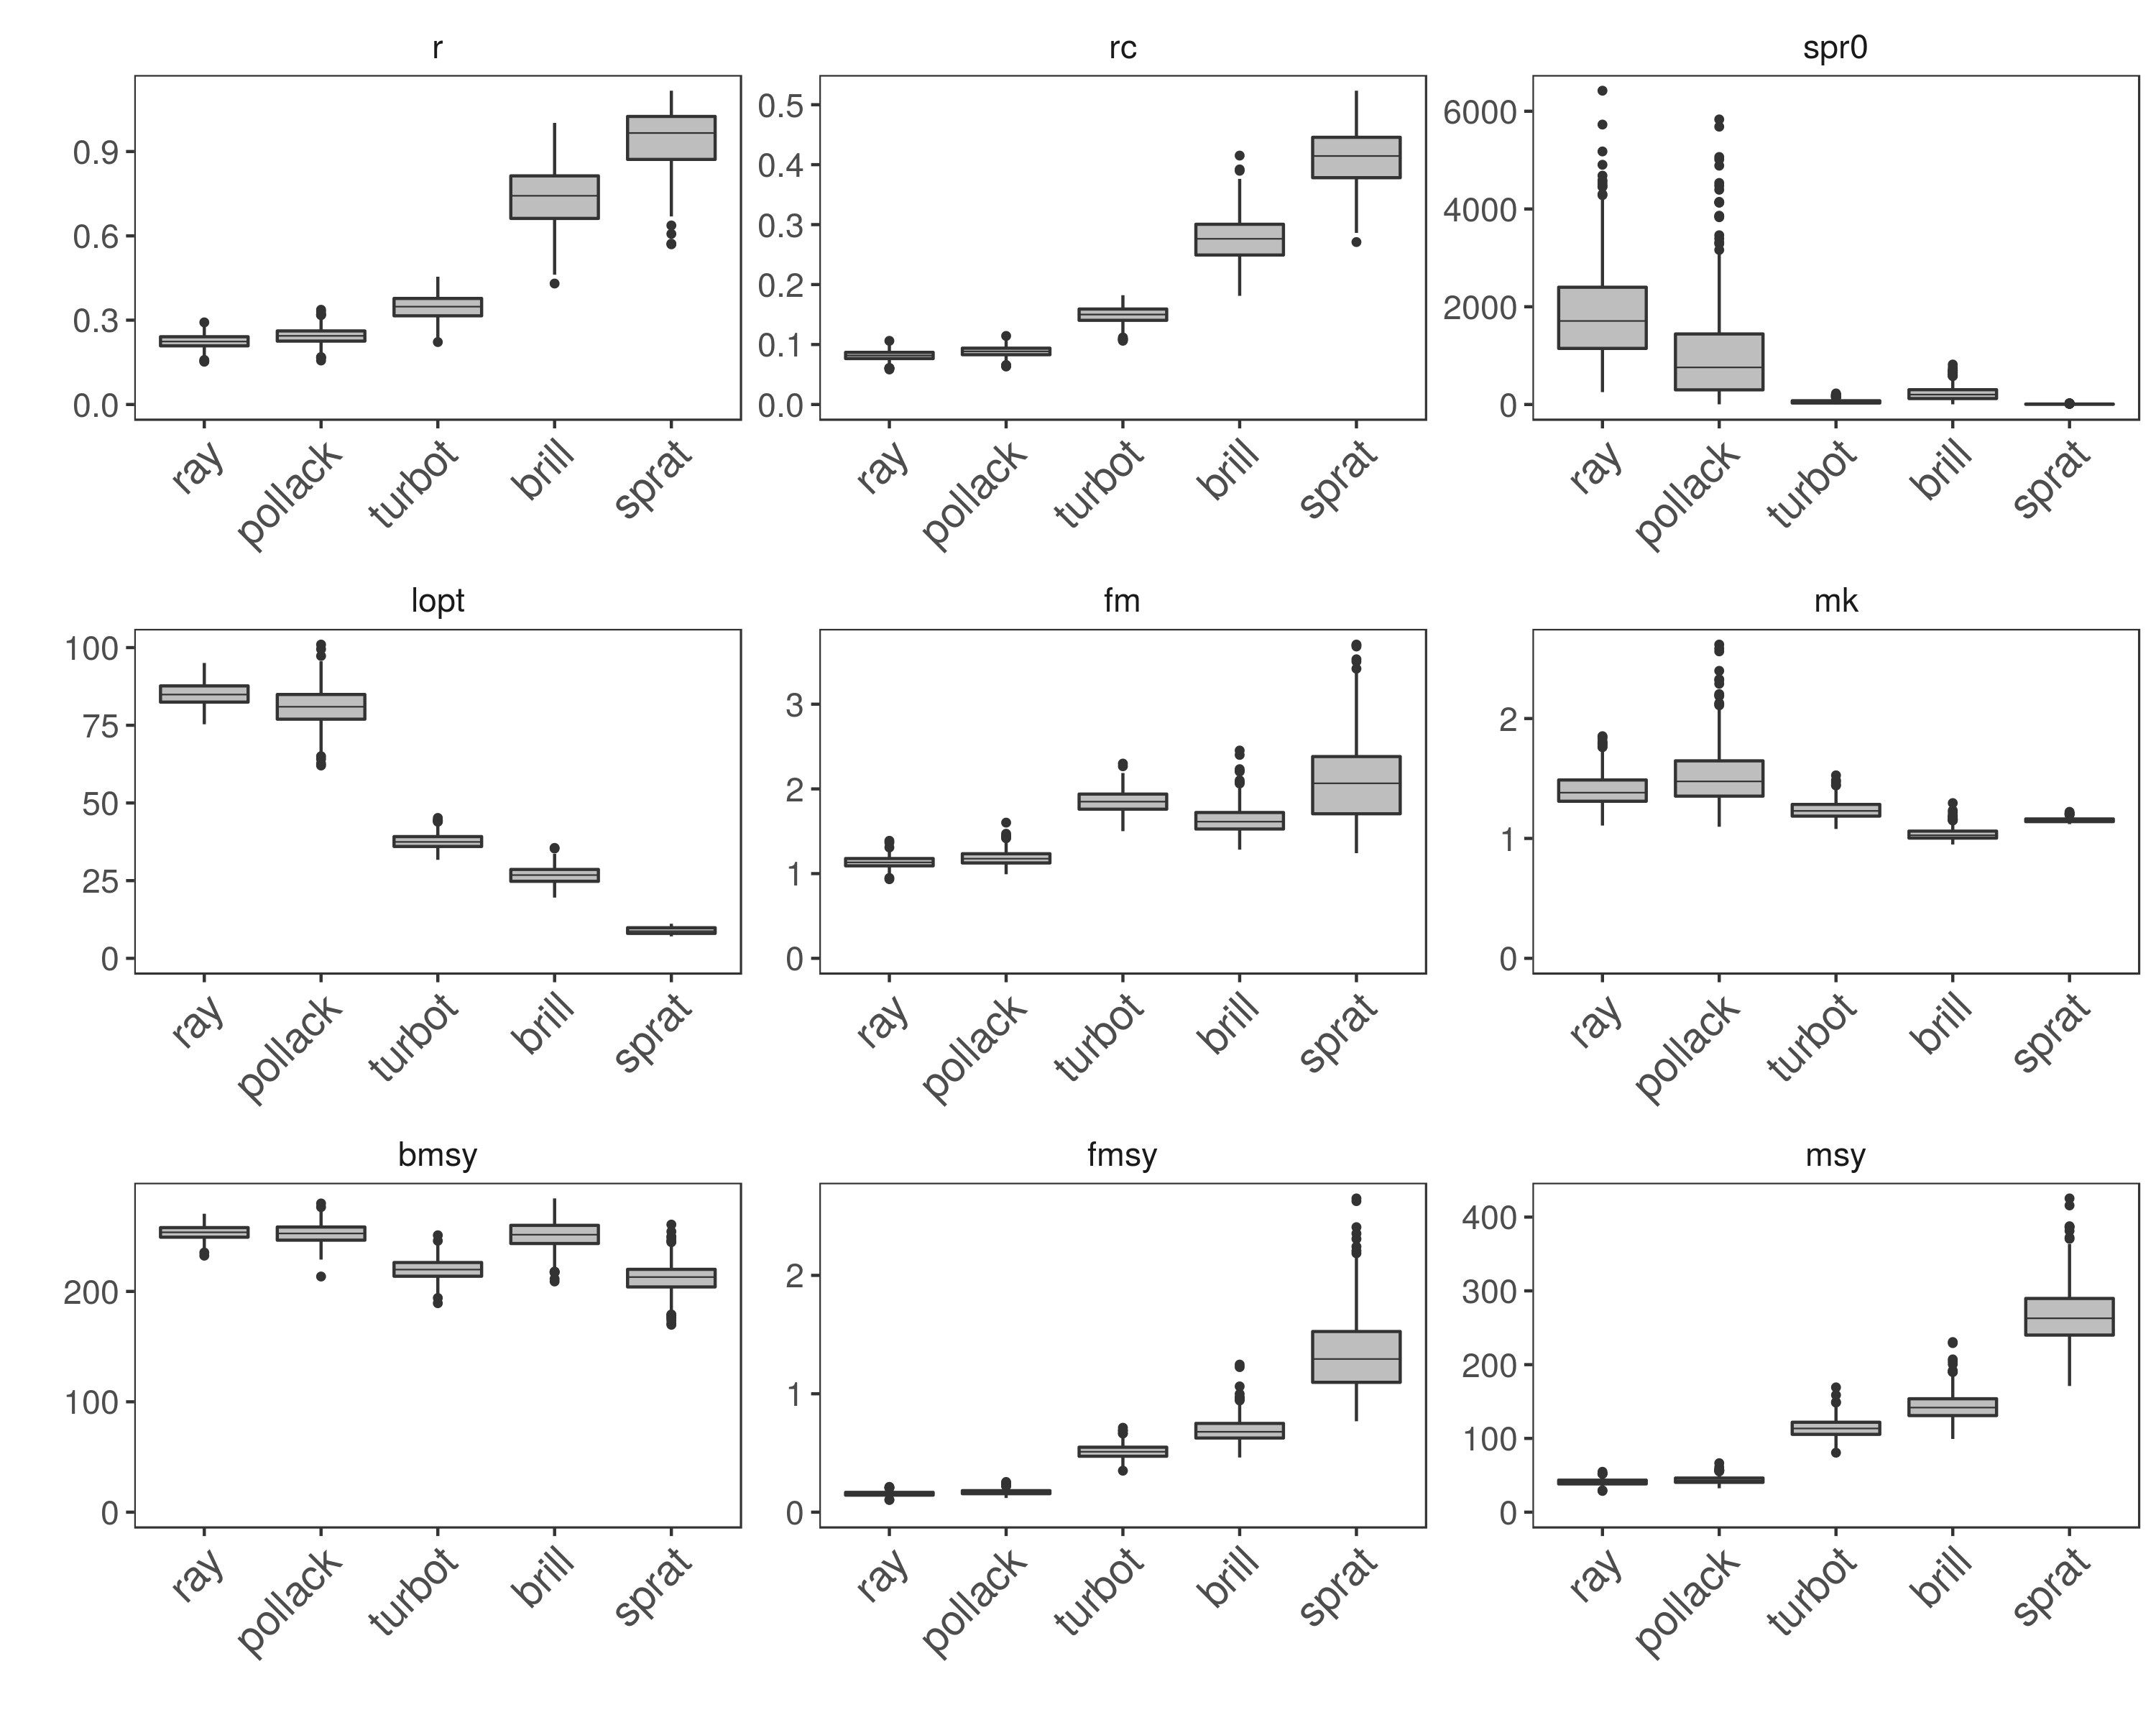 r
0.9
0.6
0.3
0.0
ray
pollack
turbot
brill
sprat
rc
0.5
0.4
0.3
0.2
0.1
0.0
ray
pollack
turbot
brill
sprat
spr0
6000
4000
2000
0
ray
pollack
turbot
brill
sprat
lopt
100
75
50
25
0
ray
pollack
turbot
brill
sprat
fm
3
2
1
0
ray
pollack
turbot
brill
sprat
mk
2
1
0
ray
pollack
turbot
brill
sprat
bmsy
200
100
0
ray
pollack
turbot
brill
sprat
fmsy
2
1
0
ray
pollack
turbot
brill
sprat
msy
400
300
200
100
0
ray
pollack
turbot
brill
sprat